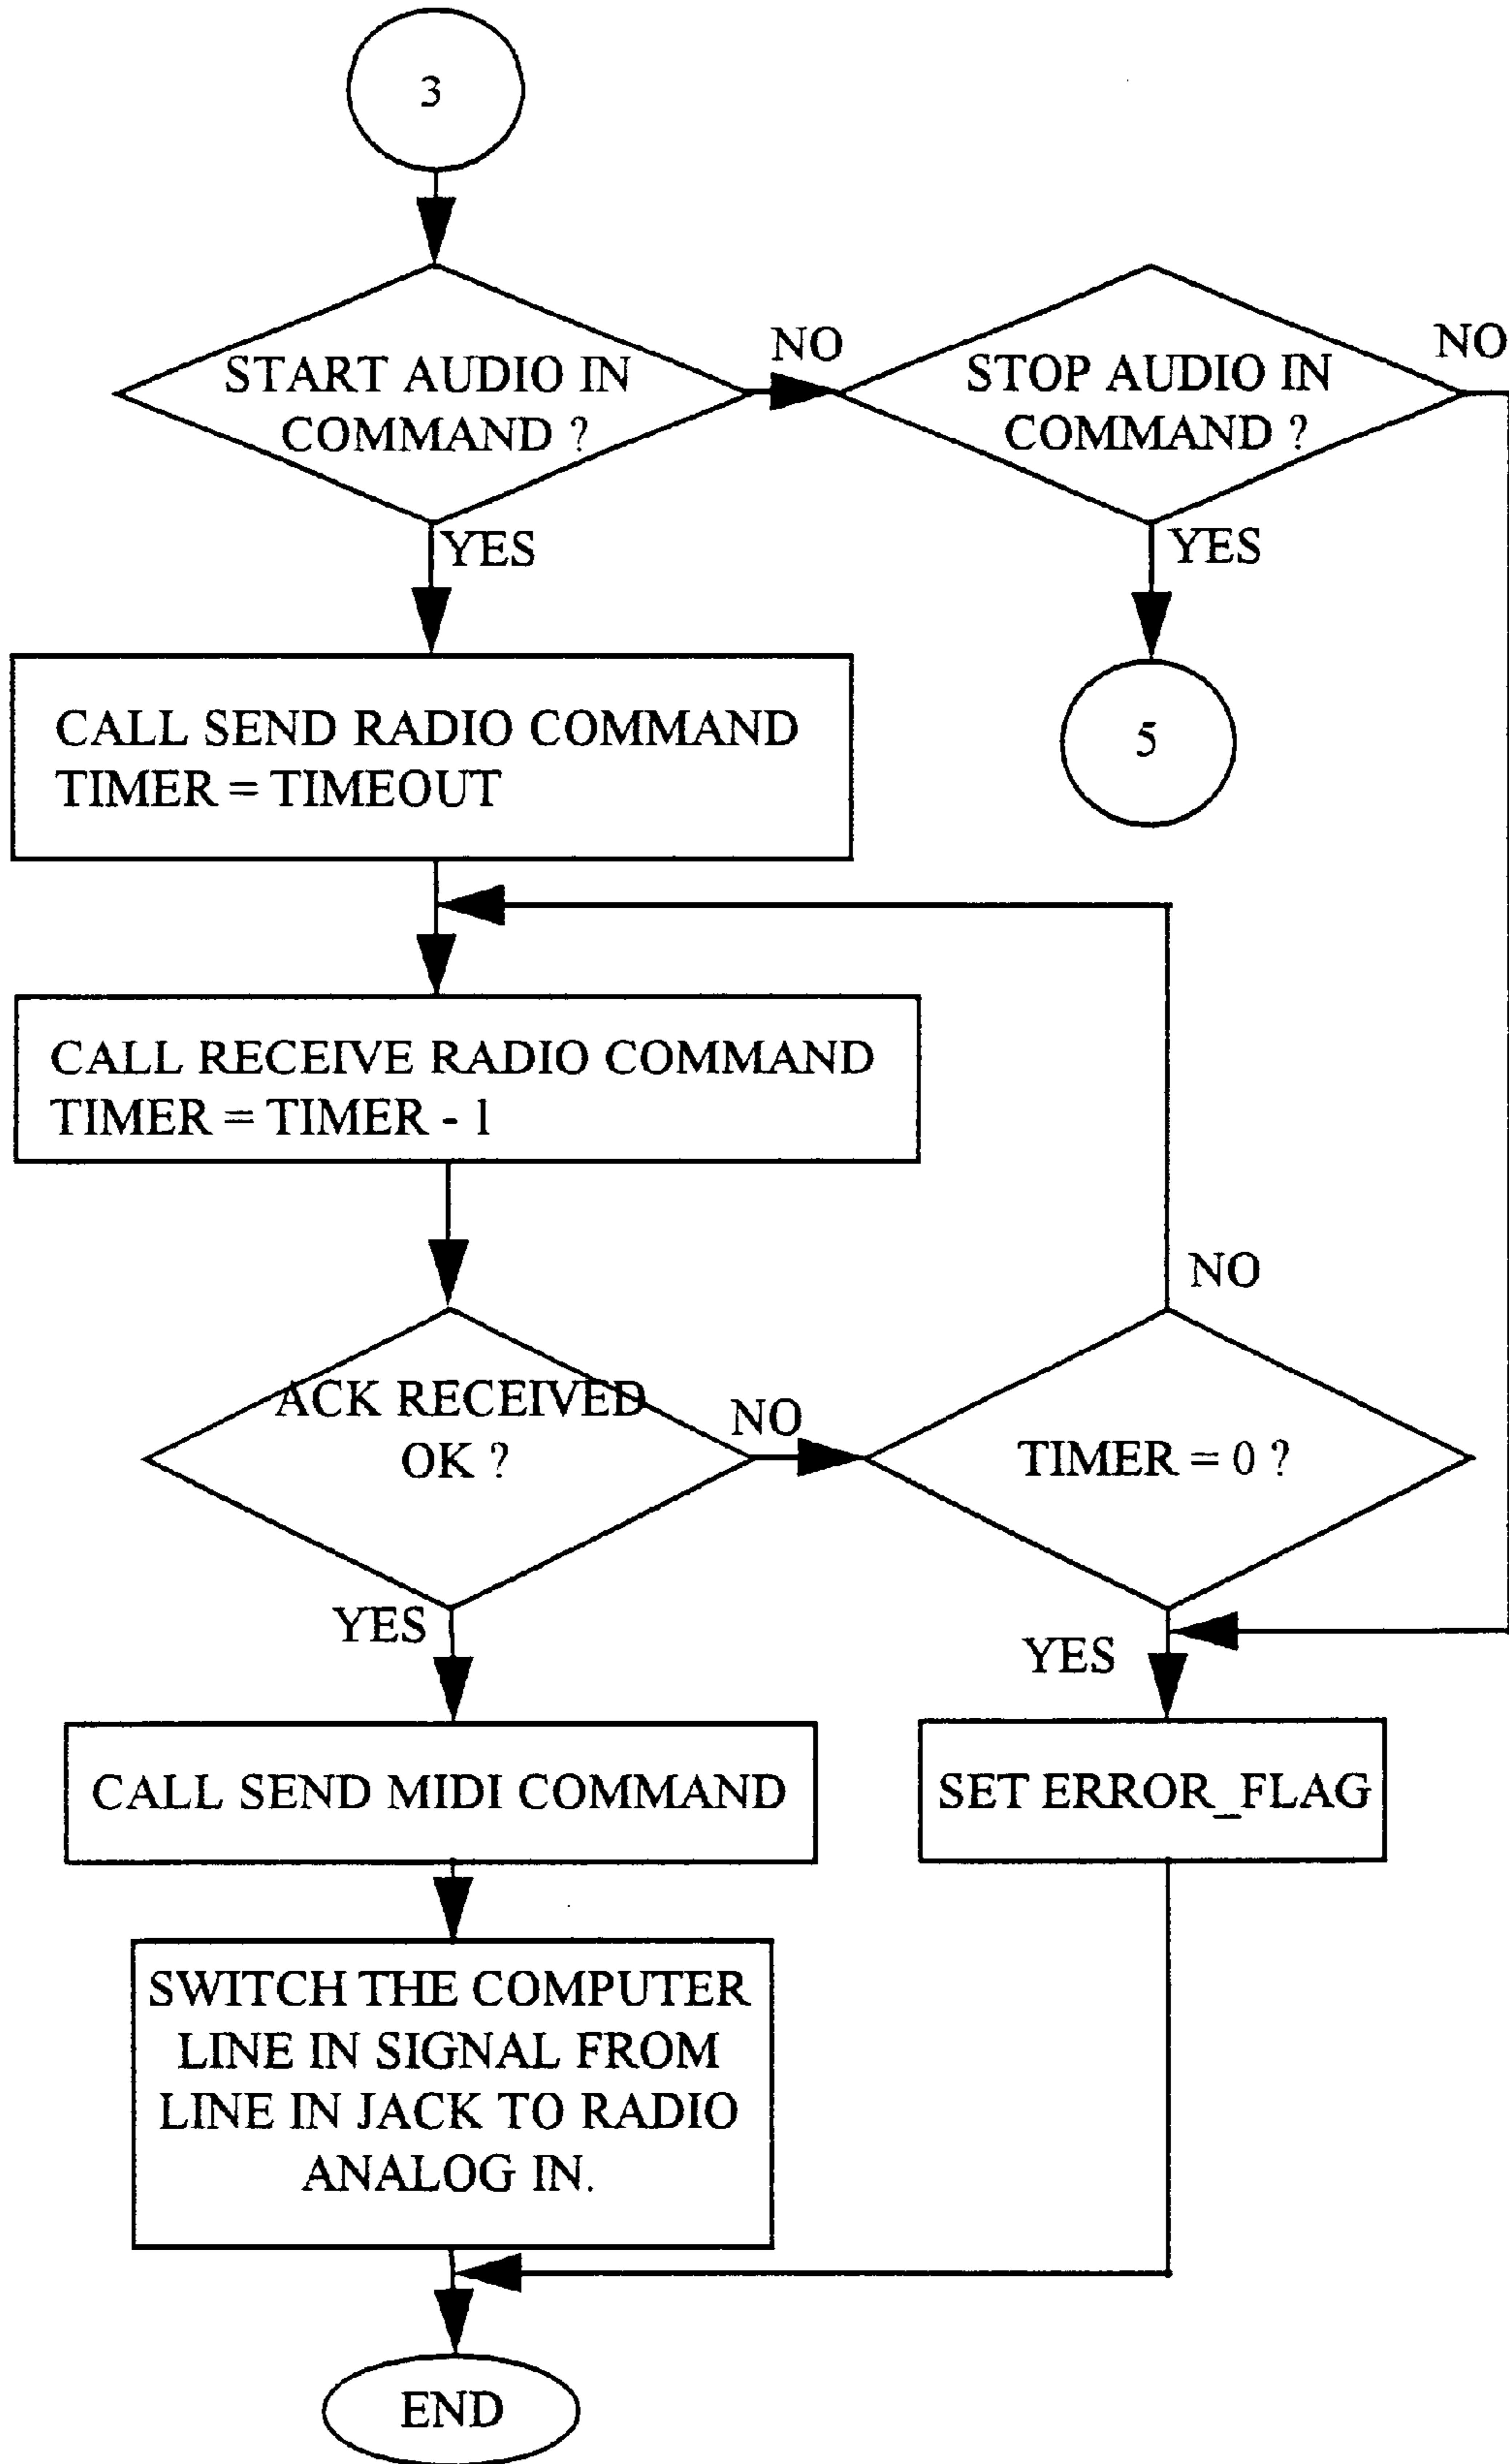 3
START AUDIO IN
COMMAND ?
NO
STOP AUDIO IN
COMMAND ?
NO
YES
YES
CALL SEND RADIO COMMAND
TIMER = TIMEOUT
5
CALL RECEIVE RADIO COMMAND
TIMER = TIMER - 1
NO
ACK RECEIVED
OK ?
NO
TIMER = 0 ?
YES
YES
CALL SEND MIDI COMMAND
SET ERROR_FLAG
SWITCH THE COMPUTER
LINE IN SIGNAL FROM
LINE IN JACK TO RADIO
ANALOG IN.
END